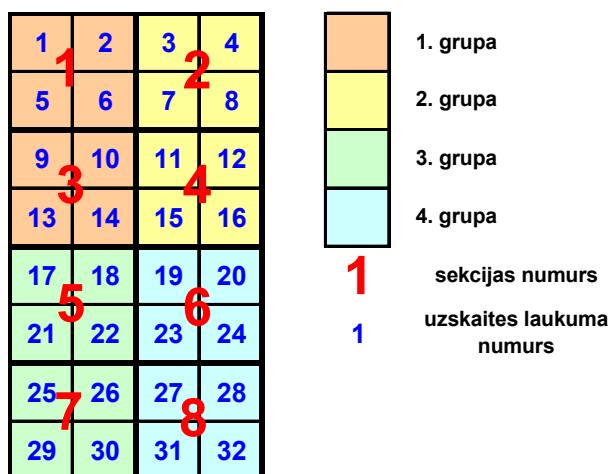 1 2 3 4
1 2
5 6 7 8
9 10 11 12
3 4
13 14 15 16
17 18 19 20
5 6
21 22 23 24
25 26 27 28
7 8
29 30 31 32
1. grupa
2. grupa
3. grupa
4. grupa
1 sekcijas numurs
1 uzskaites laukuma
numurs